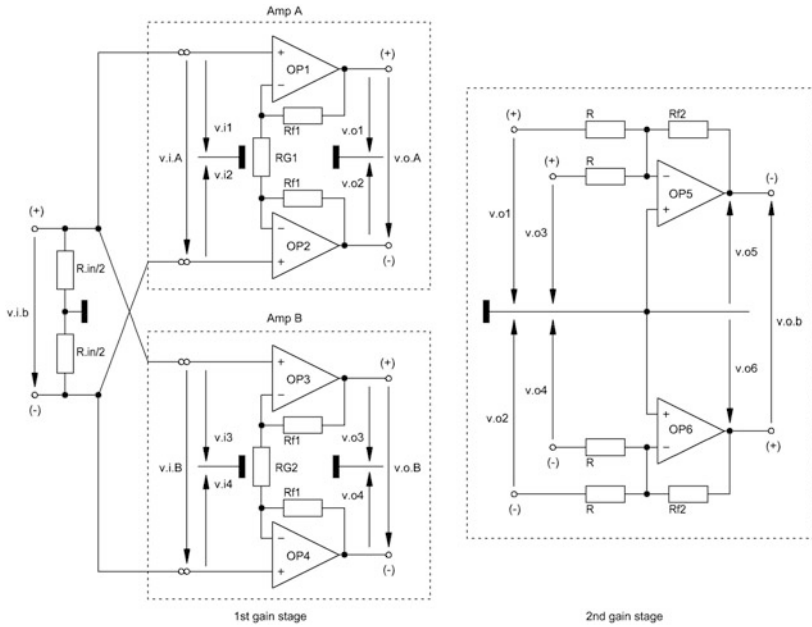 Amp A
(+)
+
OP1
−
Rf1
v.i1
v.o1
v.i.A
RG1
v.o.A
v.i2
Rf1
v.o2
−
OP2
+
(-)
(+)
R.in/2
v.i.b
R.in/2
(-)
Amp B
(+)
+
OP3
−
Rf1
v.i3
v.o3
v.i.B
RG2
v.o.B
v.i4
Rf1
v.o4
−
OP4
+
(-)
1st gain stage
(+)
R
Rf2
(+)
R
−
OP5
+
(-)
v.o1
v.o3
v.o5
v.o.b
v.o2
v.o4
v.o6
+
OP6
−
(+)
(-)
R
(-)
R
Rf2
2nd gain stage